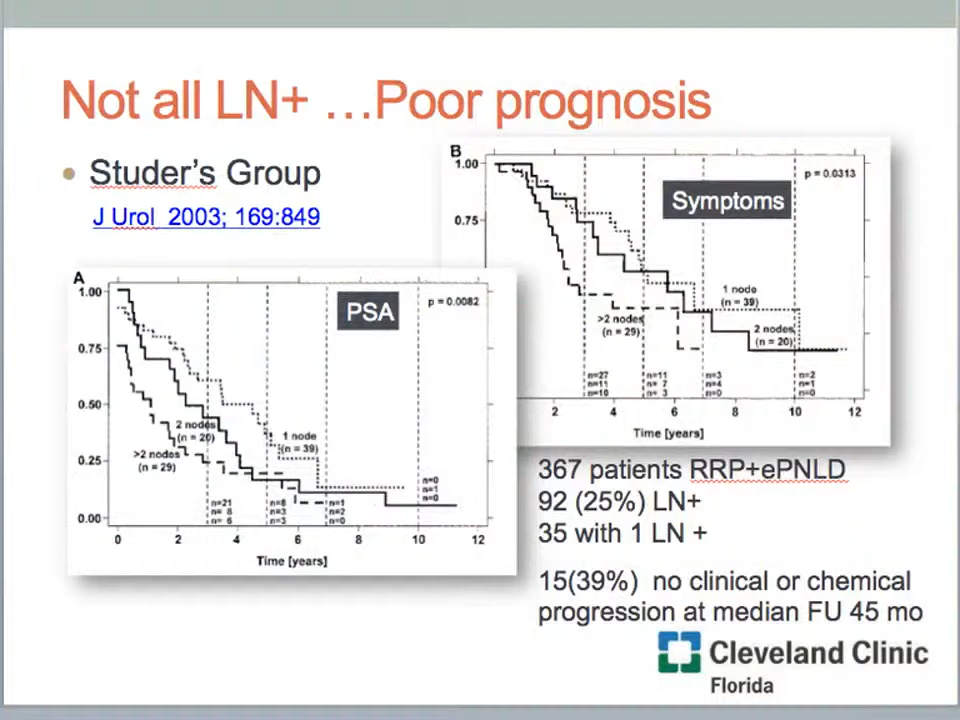 Not all LN+ ...Poor prognosis
• Studer's Group
J Urol 2003; 169:849
B
1.00
0.75
p = 0.0313
Symptoms
1 node
(n = 39)
>2 nodes
(n = 29)
2 nodes
(n = 20)
n=27 n=11 n=3 n=2
n=11 n= 7 n=4 n=1
n=10 n= 3 n=0 n=0
2 4 6 8 10 12
Time [years]
A
1.00
0.75
0.50
0.25
0.00
p = 0.0082
PSA
2 nodes
(n = 20)
1 node
(n = 39)
>2 nodes
(n = 29)
n=21 n=8 n=1 n=0
n= 8 n=3 n=2 n=1
n= 6 n=3 n=0 n=0
0 2 4 6 8 10 12
Time [years]
367 patients RRP+ePNLD
92 (25%) LN+
35 with 1 LN +
15(39%) no clinical or chemical
progression at median FU 45 mo
Cleveland Clinic
Florida